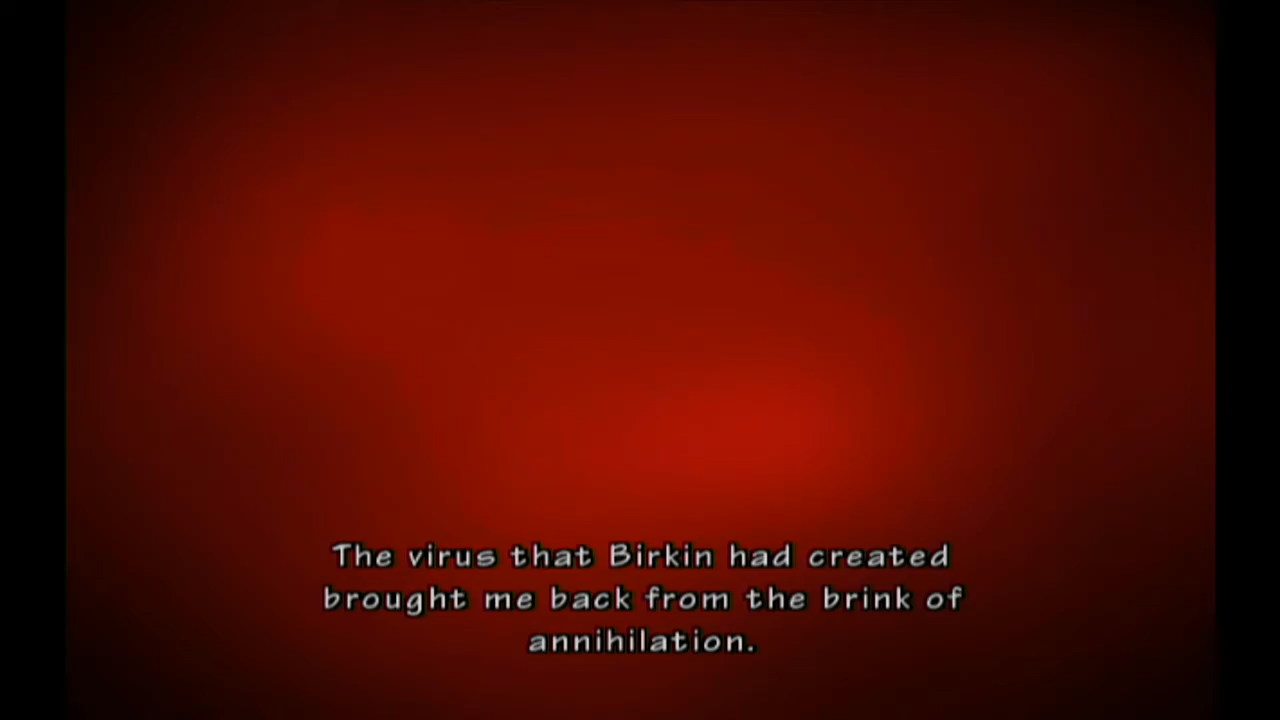 The virus that Birkin had created
brought me back from the brink of
annihilation.